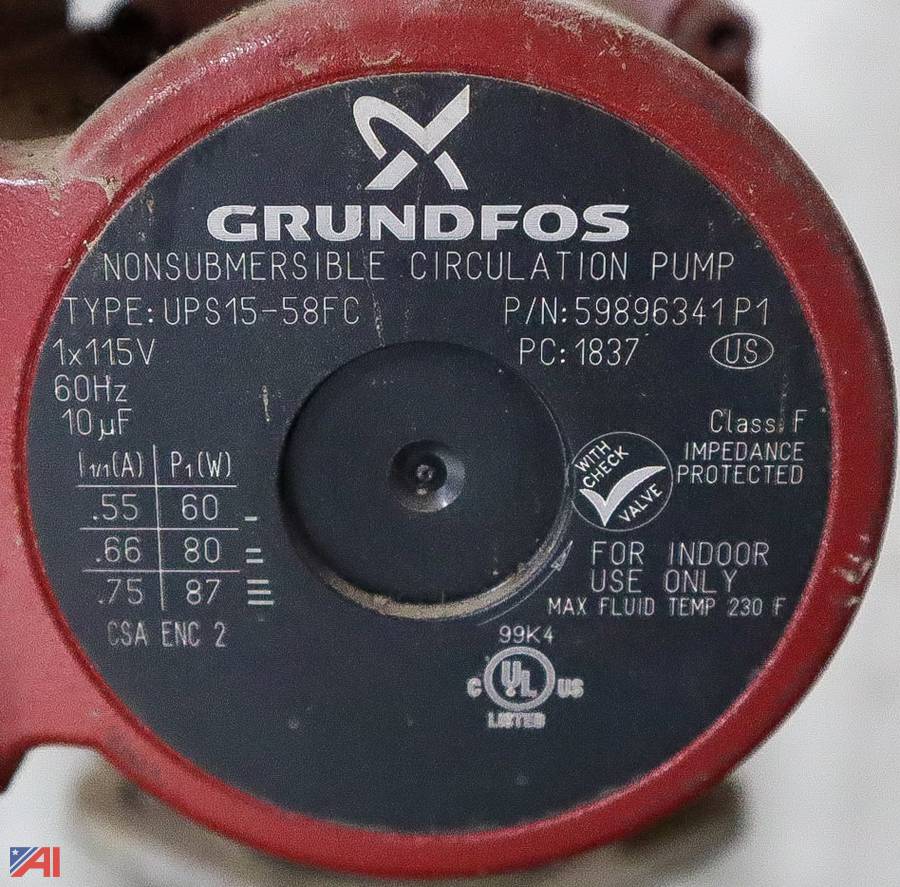 GRUNDFOS
NONSUBMERSIBLE CIRCULATION PUMP
TYPE: UPS15-58FC P/N: 59896341 P1
1x115V PC: 1837 US
60Hz
10µF
Class F
IMPEDANCE
PROTECTED
WITH
CHECK
VALVE
I1/1(A) P1(W)
.55 60
.66 80
.75 87
CSA ENC 2
FOR INDOOR
USE ONLY
MAX FLUID TEMP 230 F
99K4
C UL US
LISTED
AI